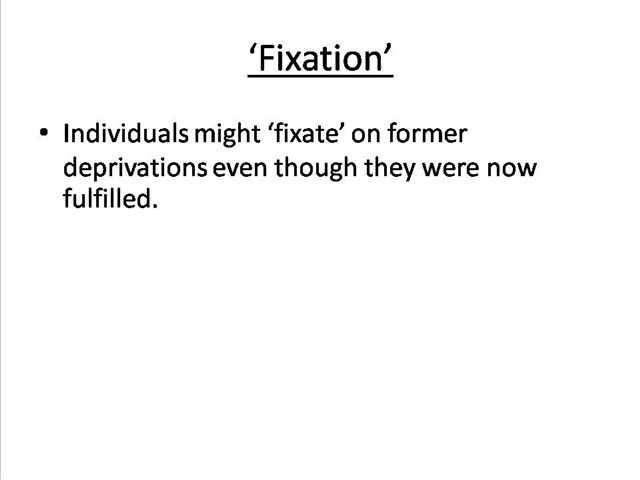 ‘Fixation’
• Individuals might ‘fixate’ on former
deprivations even though they were now
fulfilled.